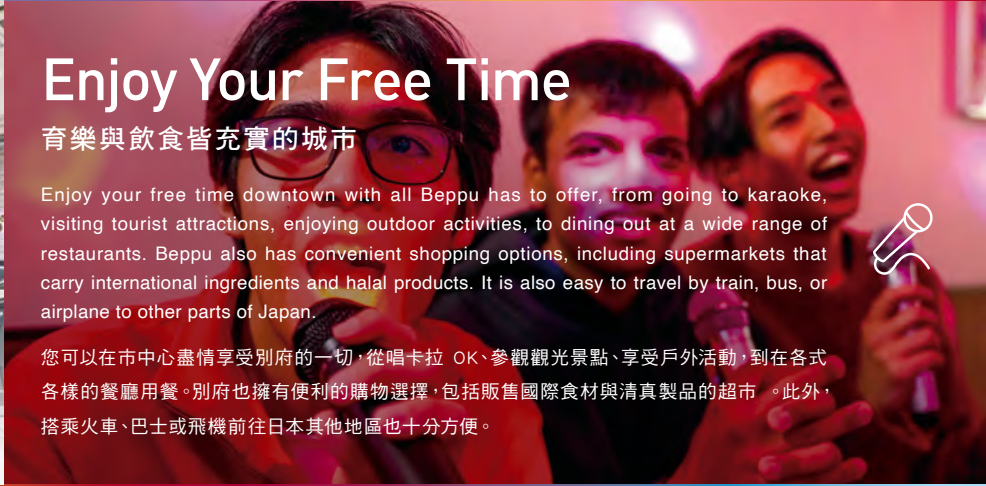 Enjoy Your Free Time
育樂與飲食皆充實的城市
Enjoy your free time downtown with all Beppu has to offer, from going to karaoke,
visiting tourist attractions, enjoying outdoor activities, to dining out at a wide range of
restaurants. Beppu also has convenient shopping options, including supermarkets that
carry international ingredients and halal products. It is also easy to travel by train, bus, or
airplane to other parts of Japan.
您可以在市中心盡情享受別府的一切，從唱卡拉 OK、參觀觀光景點、享受戶外活動，到在各式
各樣的餐廳用餐。別府也擁有便利的購物選擇，包括販售國際食材與清真製品的超市 。此外，
搭乘火車、巴士或飛機前往日本其他地區也十分方便。